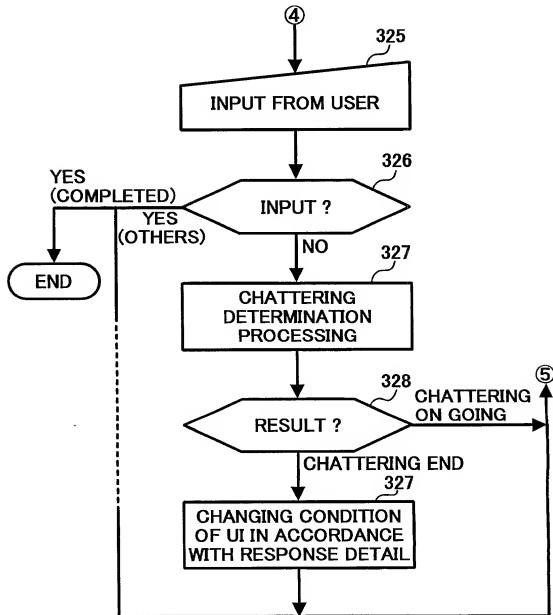 ④
325
INPUT FROM USER
326
YES
(COMPLETED)
YES
(OTHERS)
INPUT ?
NO
END
327
CHATTERING
DETERMINATION
PROCESSING
⑤
328
CHATTERING
ON GOING
RESULT ?
CHATTERING END
327
CHANGING CONDITION
OF UI IN ACCORDANCE
WITH RESPONSE DETAIL